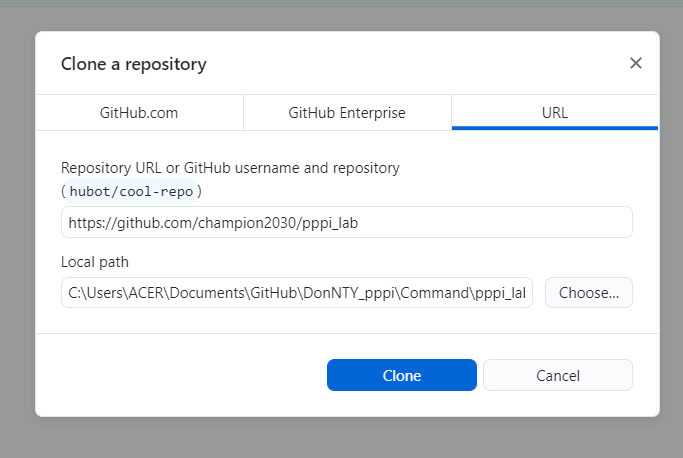 Clone a repository
GitHub.com
GitHub Enterprise
URL
Repository URL or GitHub username and repository
(hubot/cool-repo)
https://github.com/champion2030/pppi_lab
Local path
C:\Users\ACER\Documents\GitHub\DonNTY_pppi\Command\pppi_lal
Choose...
Clone
Cancel